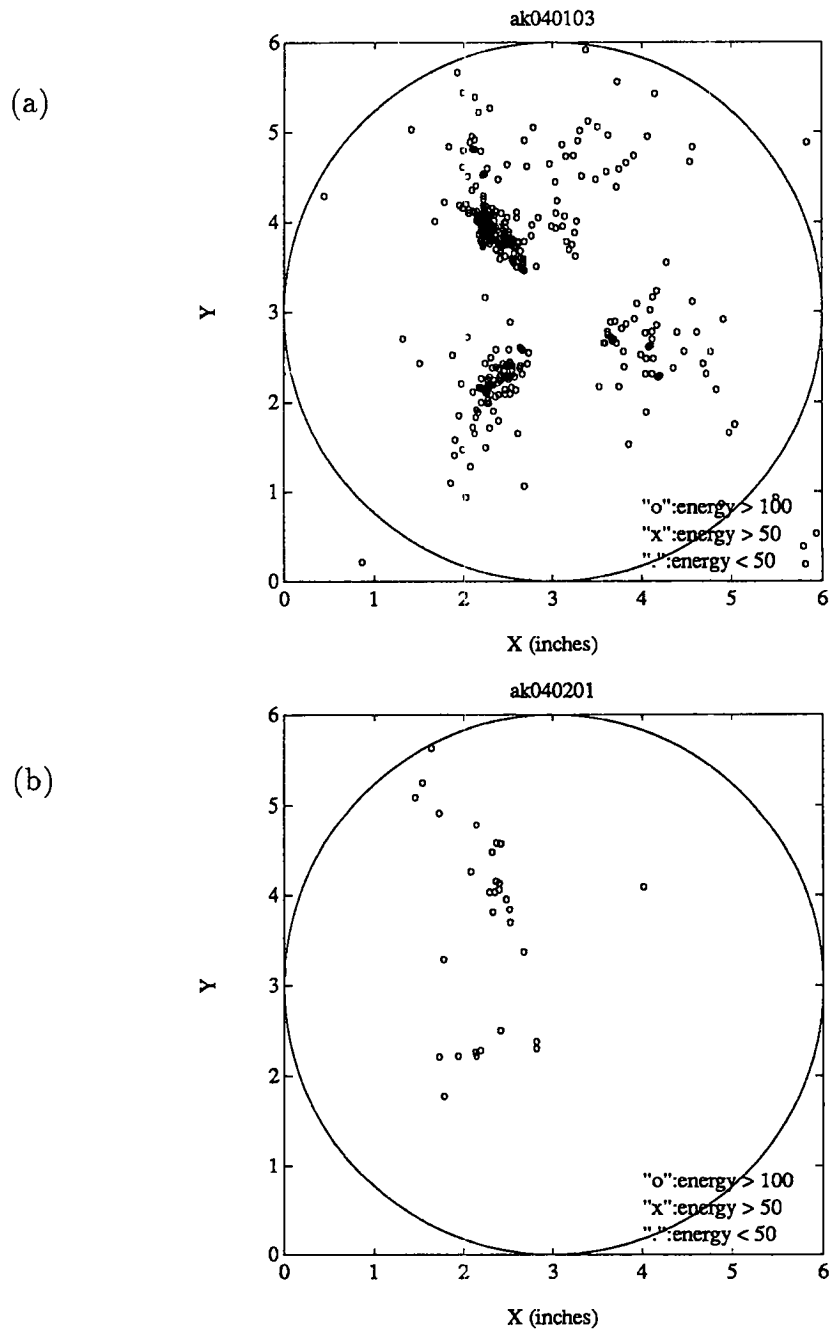 (a)
ak040103
6
5
4
3
2
1
0
Y
"o":energy > 100
"x":energy > 50
".":energy < 50
0 1 2 3 4 5 6
X (inches)
(b)
ak040201
6
5
4
3
2
1
0
Y
"o":energy > 100
"x":energy > 50
".":energy < 50
0 1 2 3 4 5 6
X (inches)